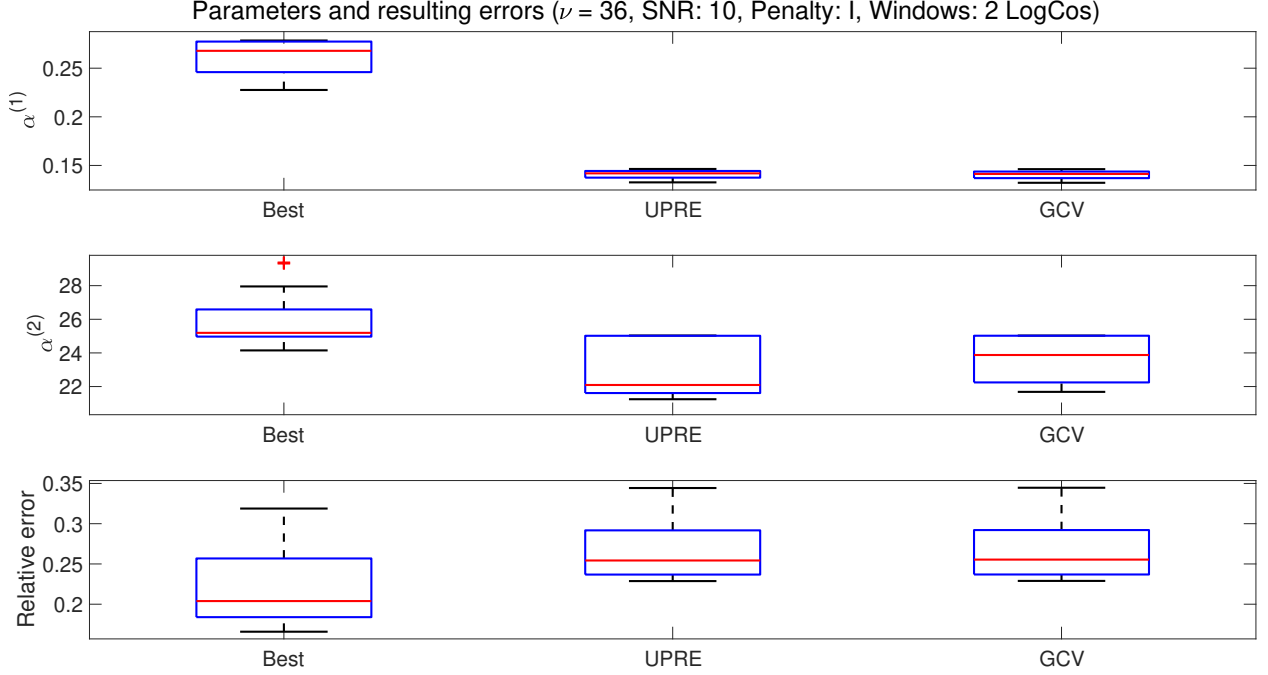 Parameters and resulting errors (ν = 36, SNR: 10, Penalty: I, Windows: 2 LogCos)
α(1)
0.25
0.2
0.15
Best UPRE GCV
α(2)
28
26
24
22
Best UPRE GCV
Relative error
0.35
0.3
0.25
0.2
Best UPRE GCV